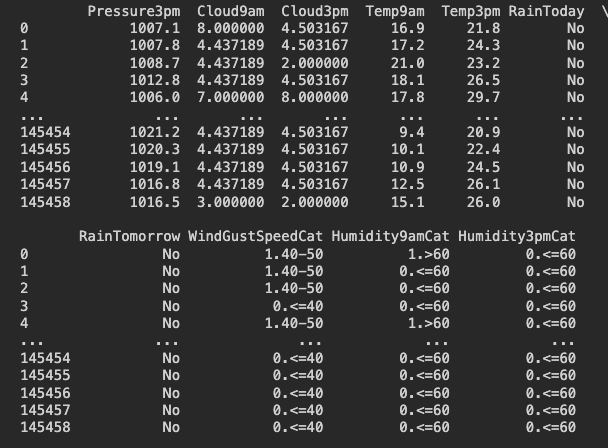 Pressure3pm Cloud9am Cloud3pm Temp9am Temp3pm RainToday \
0 1007.1 8.000000 4.503167 16.9 21.8 No
1 1007.8 4.437189 4.503167 17.2 24.3 No
2 1008.7 4.437189 2.000000 21.0 23.2 No
3 1012.8 4.437189 4.503167 18.1 26.5 No
4 1006.0 7.000000 8.000000 17.8 29.7 No
... ... ... ... ... ... ...
145454 1021.2 4.437189 4.503167 9.4 20.9 No
145455 1020.3 4.437189 4.503167 10.1 22.4 No
145456 1019.1 4.437189 4.503167 10.9 24.5 No
145457 1016.8 4.437189 4.503167 12.5 26.1 No
145458 1016.5 3.000000 2.000000 15.1 26.0 No
RainTomorrow WindGustSpeedCat Humidity9amCat Humidity3pmCat
0 No 1.40-50 1.>60 0.<=60
1 No 1.40-50 0.<=60 0.<=60
2 No 1.40-50 0.<=60 0.<=60
3 No 0.<=40 0.<=60 0.<=60
4 No 1.40-50 1.>60 0.<=60
... ... ... ... ...
145454 No 0.<=40 0.<=60 0.<=60
145455 No 0.<=40 0.<=60 0.<=60
145456 No 0.<=40 0.<=60 0.<=60
145457 No 0.<=40 0.<=60 0.<=60
145458 No 0.<=40 0.<=60 0.<=60